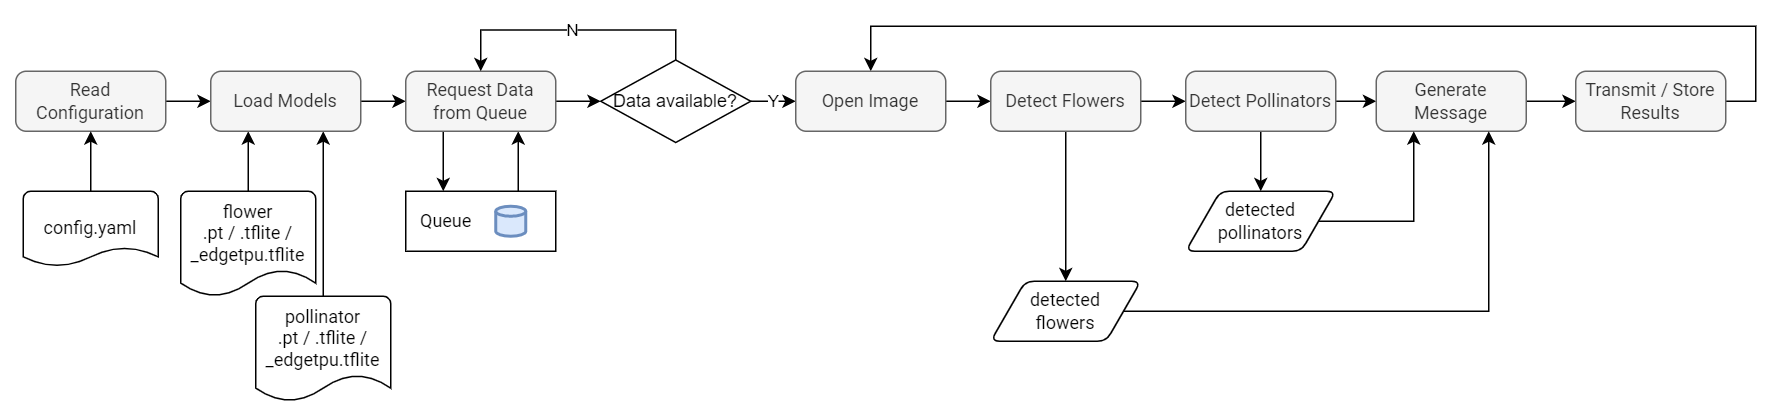 N
Read
Configuration
Load Models
Request Data
from Queue
Data available?
Y
Open Image
Detect Flowers
Detect Pollinators
Generate
Message
Transmit / Store
Results
config.yaml
flower
.pt / .tflite /
_edgetpu.tflite
Queue
detected
pollinators
pollinator
.pt / .tflite /
_edgetpu.tflite
detected
flowers